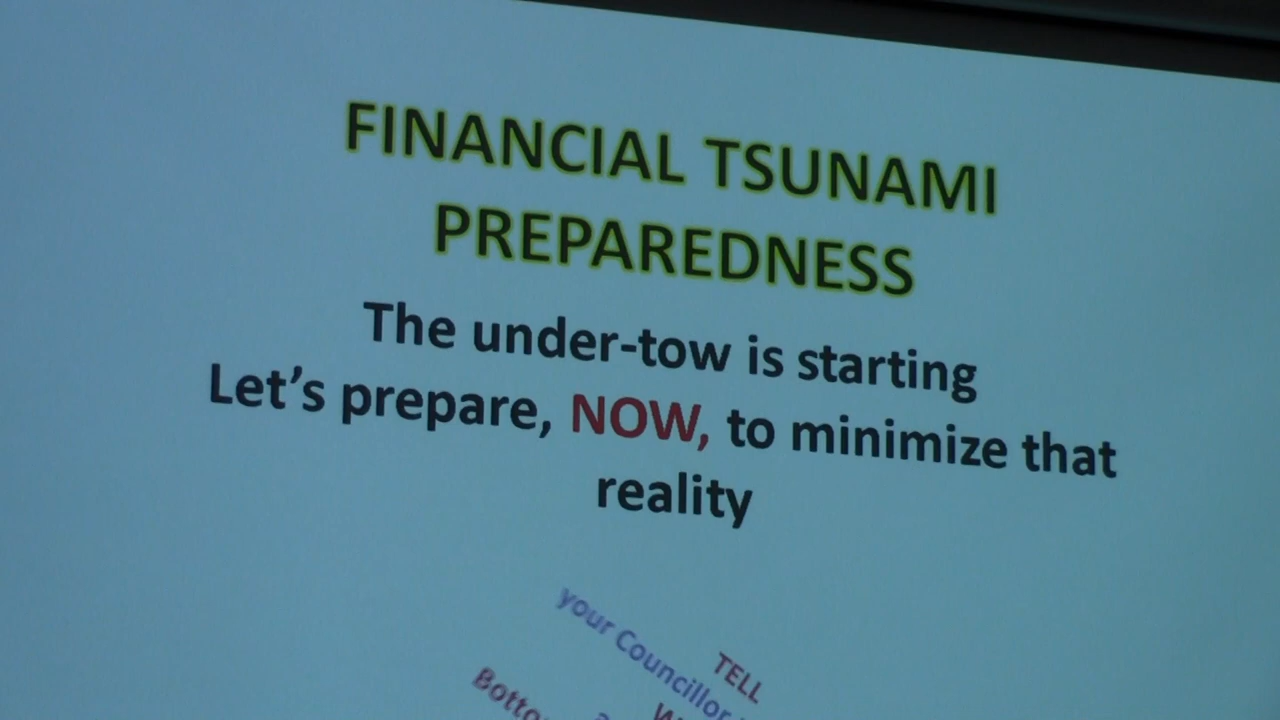 FINANCIAL TSUNAMI
PREPAREDNESS
The under-tow is starting
Let's prepare, NOW, to minimize that
reality
TELL
your Councillor